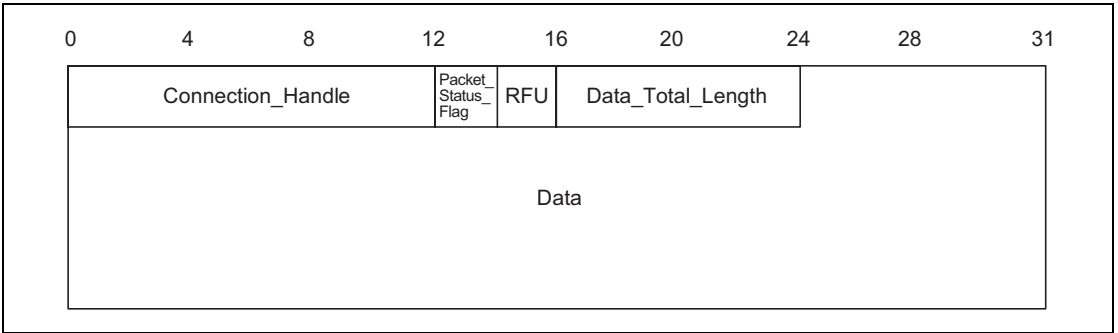 0 4 8 12 16 20 24 28 31
Connection_Handle
Packet_
Status_
Flag
RFU
Data_Total_Length
Data